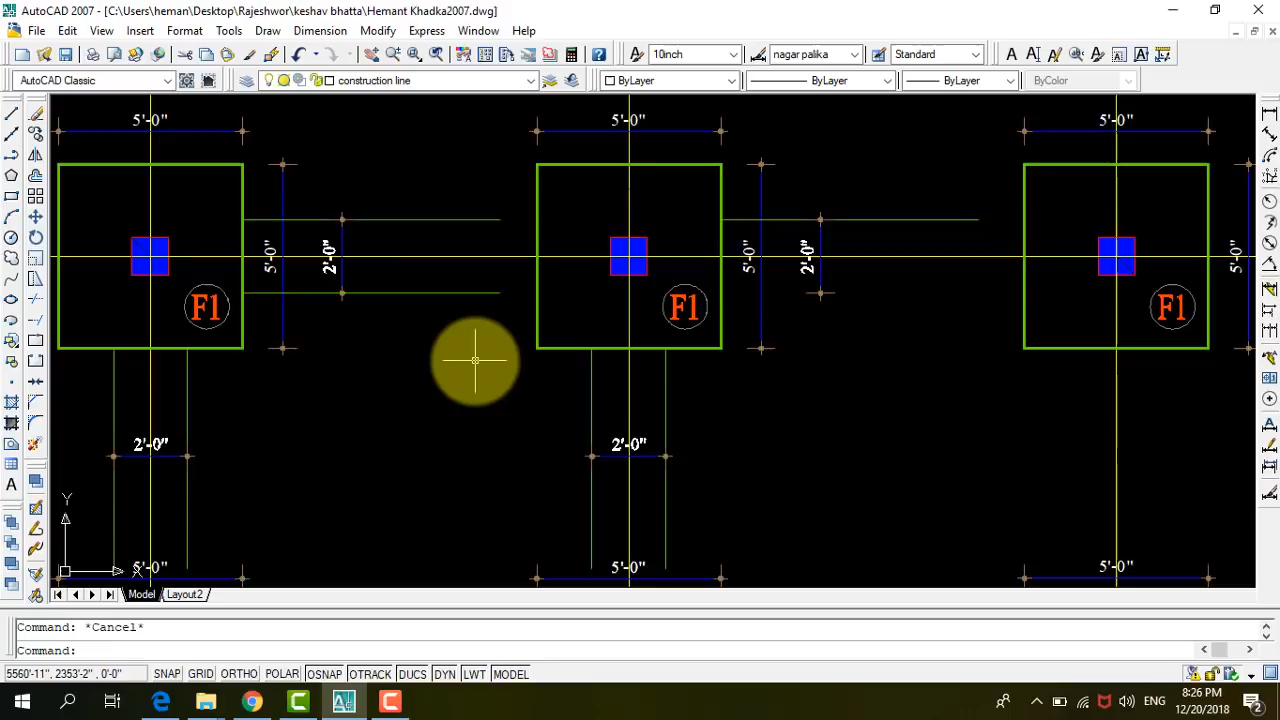 AutoCAD 2007 - [C:\Users\heman\Desktop\Rajeshwor\keshav bhatta\Hemant Khadka2007.dwg]
File Edit View Insert Format Tools Draw Dimension Modify Express Window Help
10inch nagar palika Standard
AutoCAD Classic construction line ByLayer ByLayer ByLayer ByColor
5'-0" 5'-0" 5'-0"
5'-0" 2'-0" 5'-0" 2'-0" 5'-0"
F1 F1 F1
2'-0" 2'-0"
Y
X 5'-0" 5'-0" 5'-0"
Model Layout2
Command: *Cancel*
Command:
5560'-11", 2353'-2" , 0'-0" SNAP GRID ORTHO POLAR OSNAP OTRACK DUCS DYN LWT MODEL
ENG 8:26 PM
12/20/2018 2